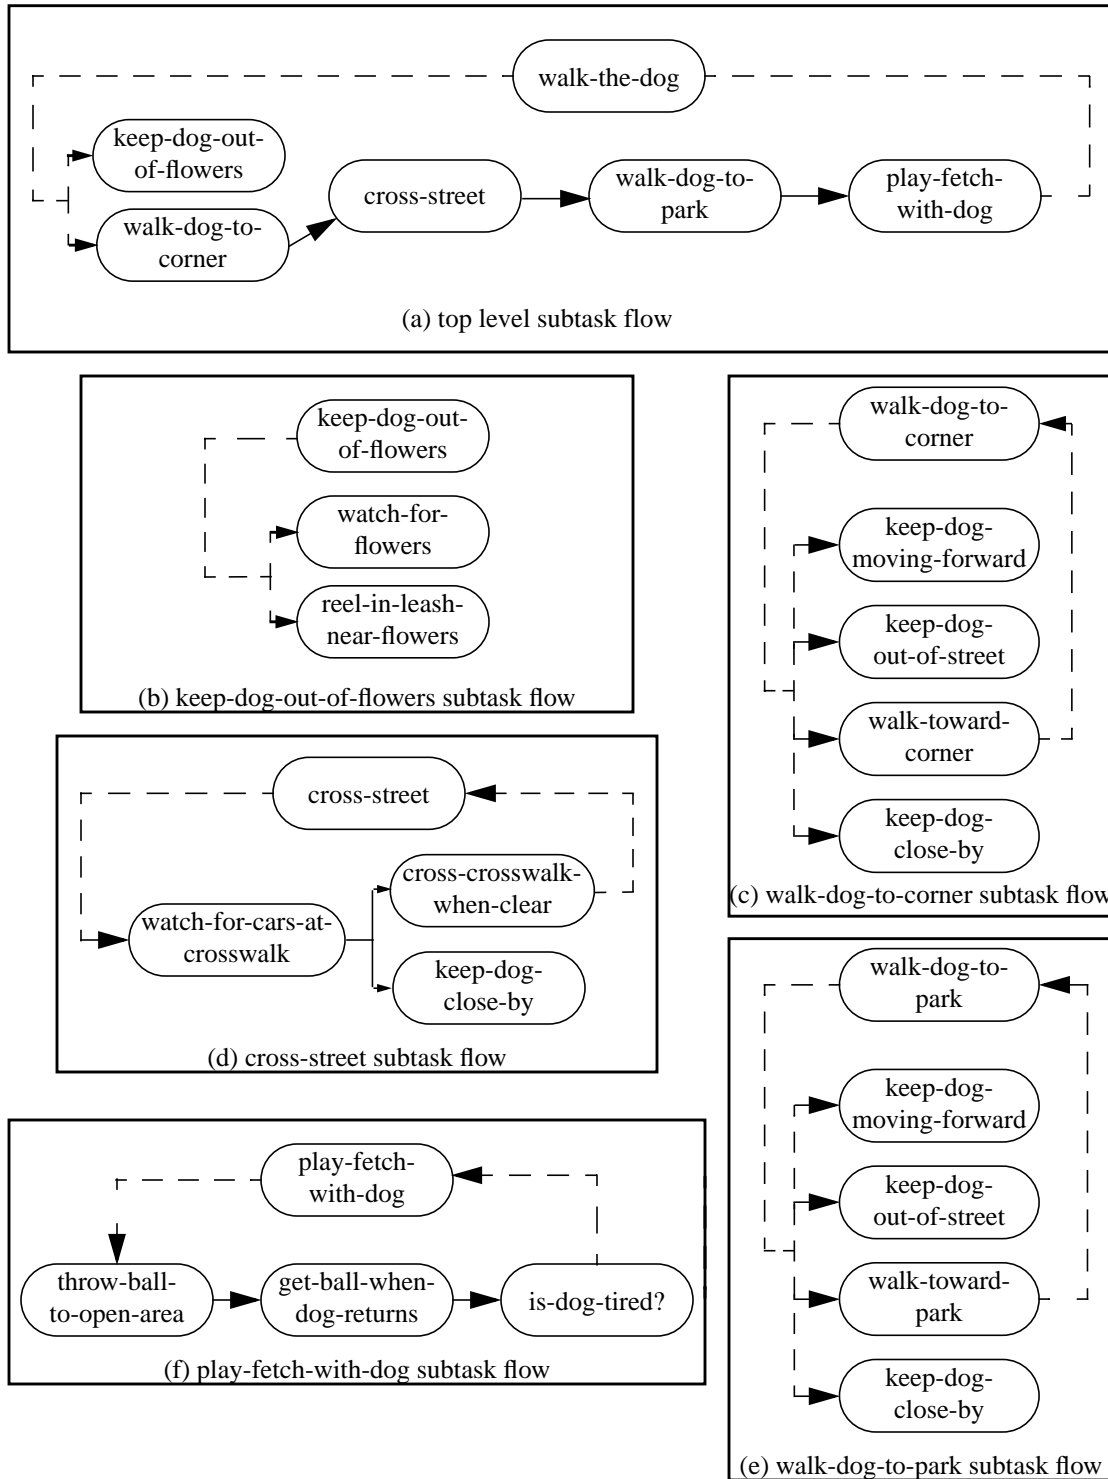 walk-the-dog
keep-dog-out-
of-flowers
walk-dog-to-
corner
cross-street
walk-dog-to-
park
play-fetch-
with-dog
(a) top level subtask flow
keep-dog-out-
of-flowers
watch-for-
flowers
reel-in-leash-
near-flowers
(b) keep-dog-out-of-flowers subtask flow
walk-dog-to-
corner
keep-dog-
moving-forward
keep-dog-
out-of-street
walk-toward-
corner
keep-dog-
close-by
(c) walk-dog-to-corner subtask flow
cross-street
watch-for-cars-at-
crosswalk
cross-crosswalk-
when-clear
keep-dog-
close-by
(d) cross-street subtask flow
walk-dog-to-
park
keep-dog-
moving-forward
keep-dog-
out-of-street
walk-toward-
park
keep-dog-
close-by
(e) walk-dog-to-park subtask flow
play-fetch-
with-dog
throw-ball-
to-open-area
get-ball-when-
dog-returns
is-dog-tired?
(f) play-fetch-with-dog subtask flow